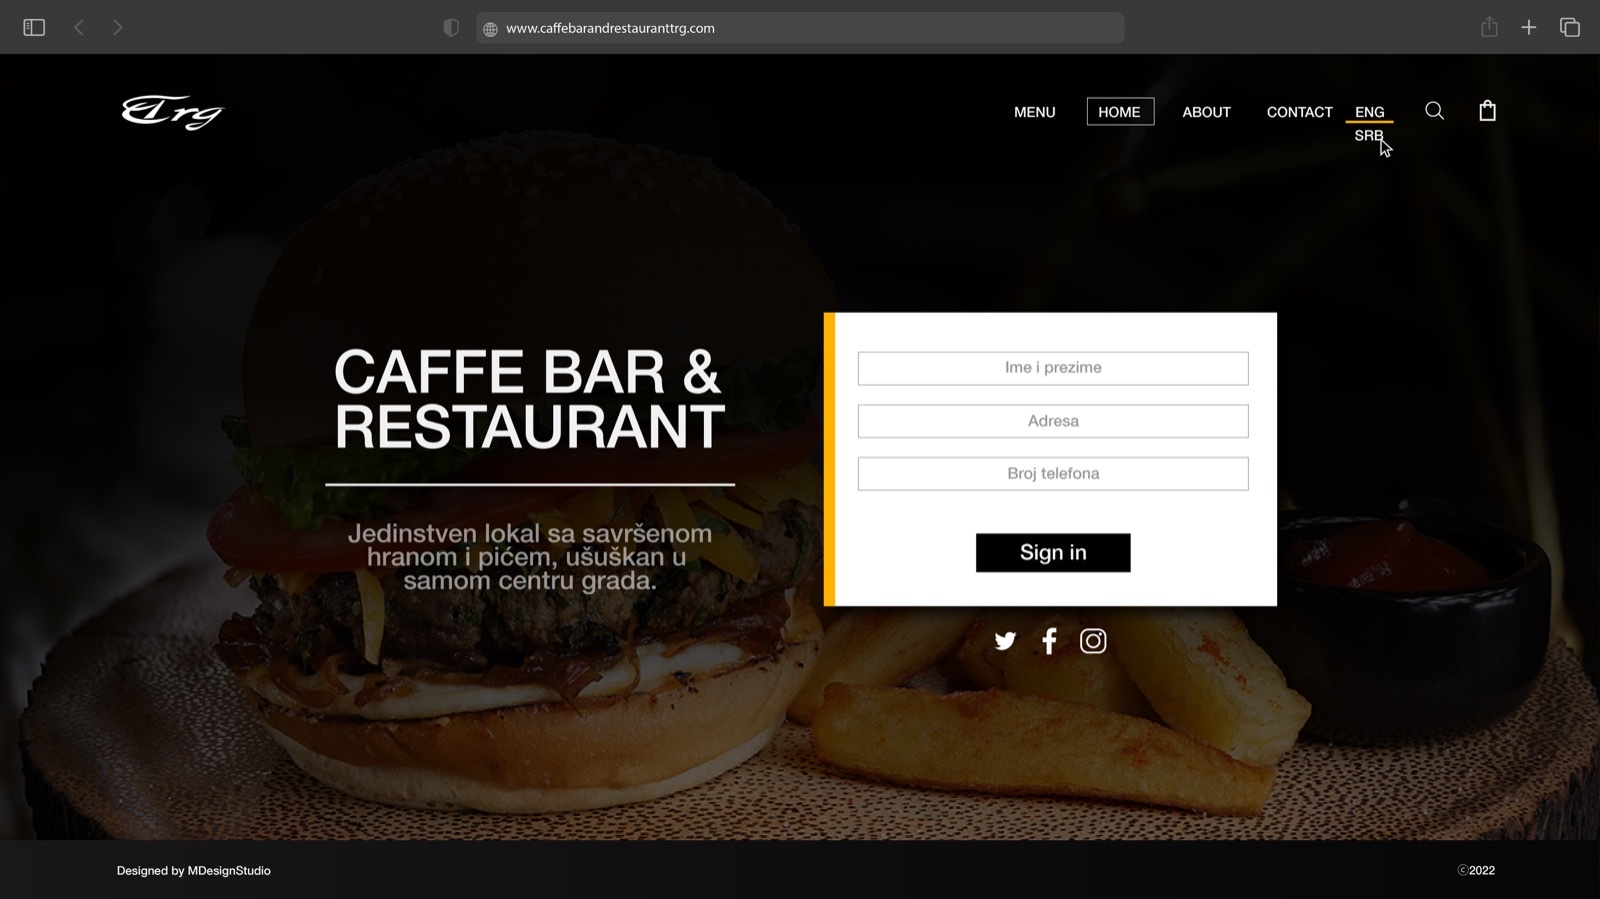 www.caffebarandrestauranttrg.com
Trg
MENU
HOME
ABOUT
CONTACT
ENG
SRB
CAFFE BAR &
RESTAURANT
Jedinstven lokal sa savršenom
hranom i pićem, ušuškan u
samom centru grada.
Ime i prezime
Adresa
Broj telefona
Sign in
Designed by MDesignStudio
©2022